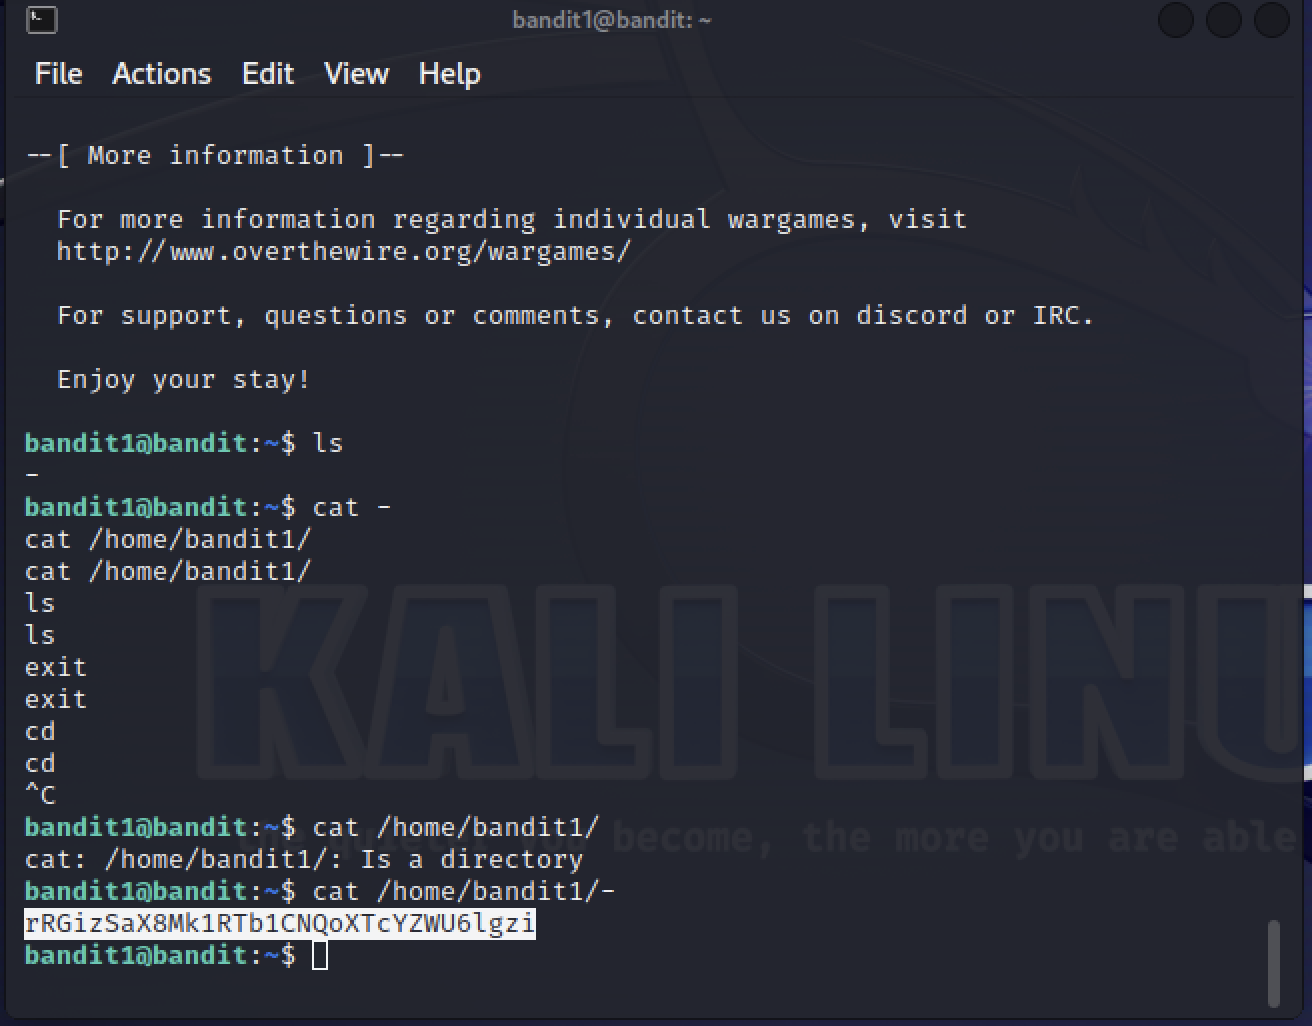 bandit1@bandit: ~
File Actions Edit View Help
--[ More information ]--
For more information regarding individual wargames, visit
http://www.overthewire.org/wargames/
For support, questions or comments, contact us on discord or IRC.
Enjoy your stay!
bandit1@bandit:~$ ls
-
bandit1@bandit:~$ cat -
cat /home/bandit1/
cat /home/bandit1/
ls
ls
exit
exit
cd
cd
^C
bandit1@bandit:~$ cat /home/bandit1/
cat: /home/bandit1/: Is a directory
bandit1@bandit:~$ cat /home/bandit1/-
rRGizSaX8Mk1RTb1CNQoXTcYZWU6lgzi
bandit1@bandit:~$
KALI LINU
become, the more you are able